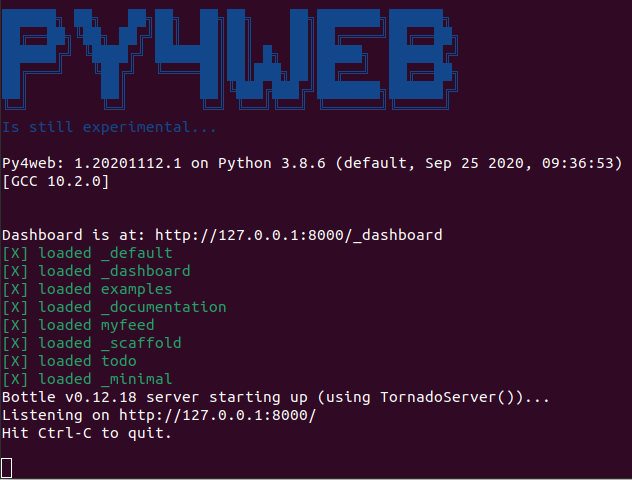 PY4WEB
Is still experimental...
Py4web: 1.20201112.1 on Python 3.8.6 (default, Sep 25 2020, 09:36:53)
[GCC 10.2.0]
Dashboard is at: http://127.0.0.1:8000/_dashboard
[X] loaded _default
[X] loaded _dashboard
[X] loaded examples
[X] loaded _documentation
[X] loaded myfeed
[X] loaded _scaffold
[X] loaded todo
[X] loaded _minimal
Bottle v0.12.18 server starting up (using TornadoServer())...
Listening on http://127.0.0.1:8000/
Hit Ctrl-C to quit.